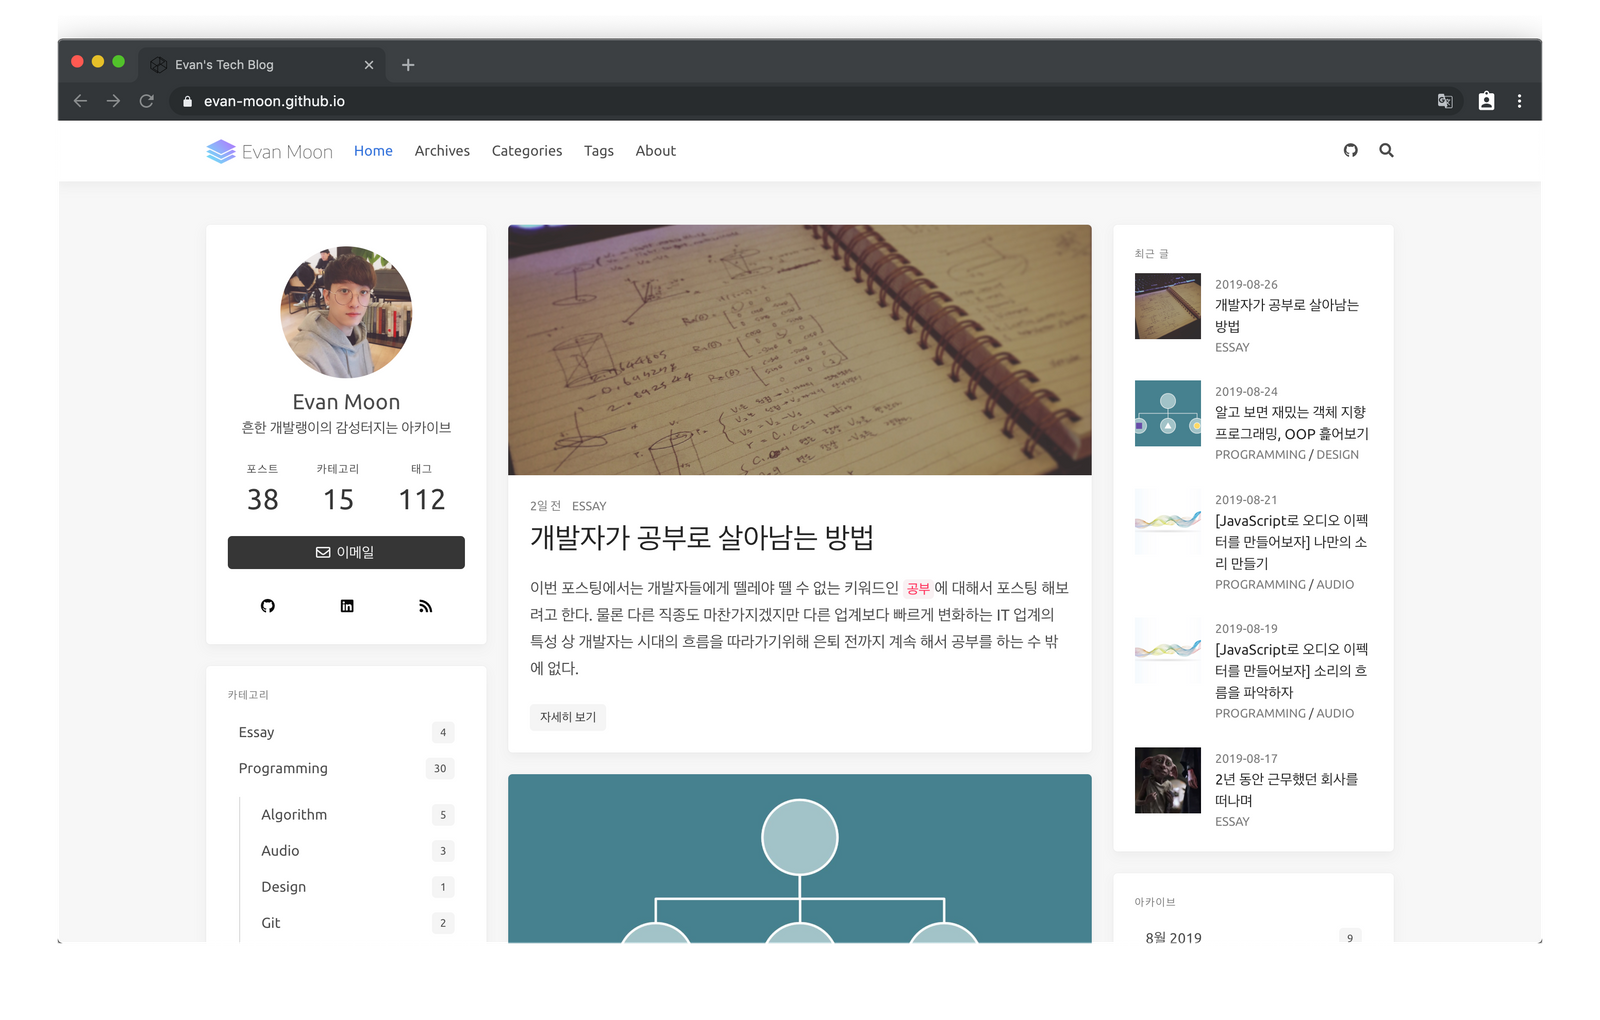 Evan's Tech Blog
evan-moon.github.io
Evan Moon
Home
Archives
Categories
Tags
About
Evan Moon
흔한 개발랭이의 감성터지는 아카이브
포스트
카테고리
태그
38
15
112
이메일
카테고리
Essay
4
Programming
30
Algorithm
5
Audio
3
Design
1
Git
2
2일 전 ESSAY
개발자가 공부로 살아남는 방법
이번 포스팅에서는 개발자들에게 뗄레야 뗄 수 없는 키워드인 공부에 대해서 포스팅 해보
려고 한다. 물론 다른 직종도 마찬가지겠지만 다른 업계보다 빠르게 변화하는 IT 업계의
특성 상 개발자는 시대의 흐름을 따라가기위해 은퇴 전까지 계속 해서 공부를 하는 수 밖
에 없다.
자세히 보기
최근 글
2019-08-26
개발자가 공부로 살아남는
방법
ESSAY
2019-08-24
알고 보면 재밌는 객체 지향
프로그래밍, OOP 훑어보기
PROGRAMMING / DESIGN
2019-08-21
[JavaScript로 오디오 이펙
터를 만들어보자] 나만의 소
리 만들기
PROGRAMMING / AUDIO
2019-08-19
[JavaScript로 오디오 이펙
터를 만들어보자] 소리의 흐
름을 파악하자
PROGRAMMING / AUDIO
2019-08-17
2년 동안 근무했던 회사를
떠나며
ESSAY
아카이브
8월 2019
9